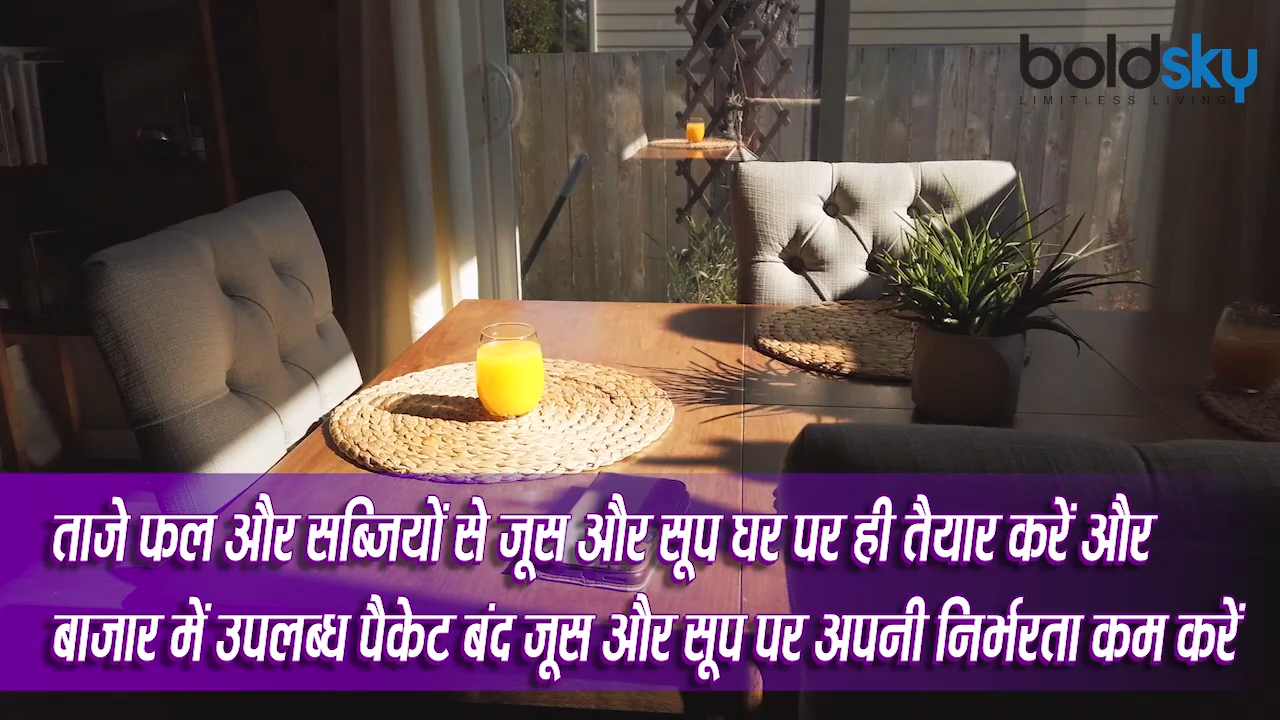 boldsky
LIMITLESS LIVING
ताजे फल और सब्जियों से जूस और सूप घर पर ही तैयार करें और
बाजार में उपलब्ध पैकेट बंद जूस और सूप पर अपनी निर्भरता कम करें